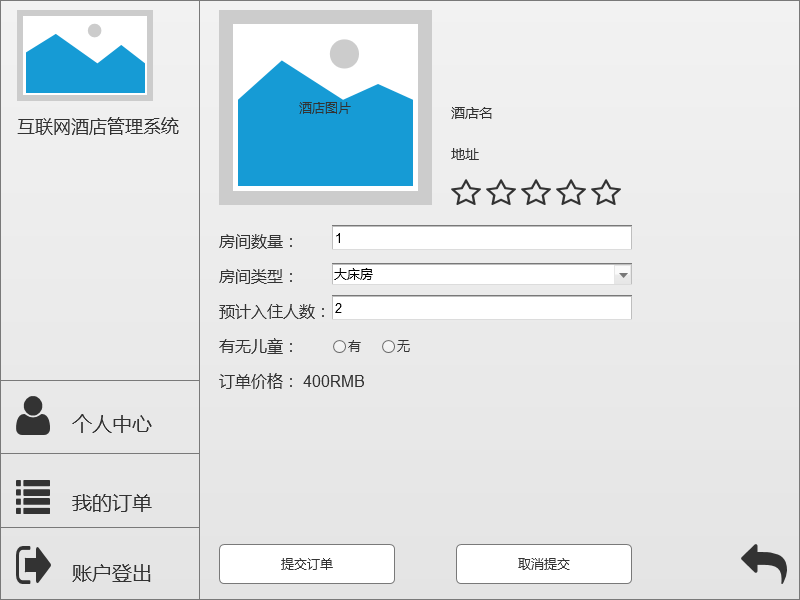 互联网酒店管理系统
个人中心
我的订单
账户登出
酒店图片
酒店名
地址
房间数量： 1
房间类型： 大床房
预计入住人数： 2
有无儿童： 有 无
订单价格： 400RMB
提交订单 取消提交